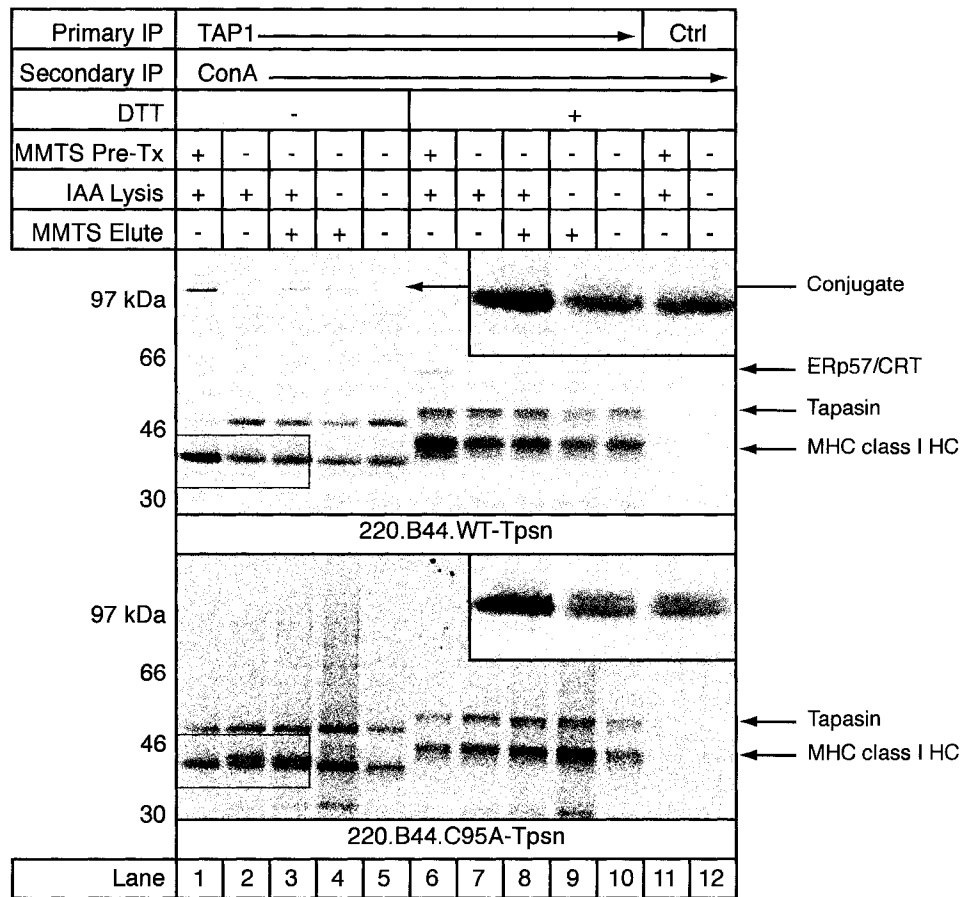 Primary IP TAP1 Ctrl
Secondary IP ConA
DTT - +
MMTS Pre-Tx + - - - - + - - - - + -
IAA Lysis + + + - - + + + - - + -
MMTS Elute - - + + - - - + + - - -
97 kDa
66
46
30
Conjugate
ERp57/CRT
Tapasin
MHC class I HC
220.B44.WT-Tpsn
97 kDa
66
46
30
Tapasin
MHC class I HC
220.B44.C95A-Tpsn
Lane 1 2 3 4 5 6 7 8 9 10 11 12